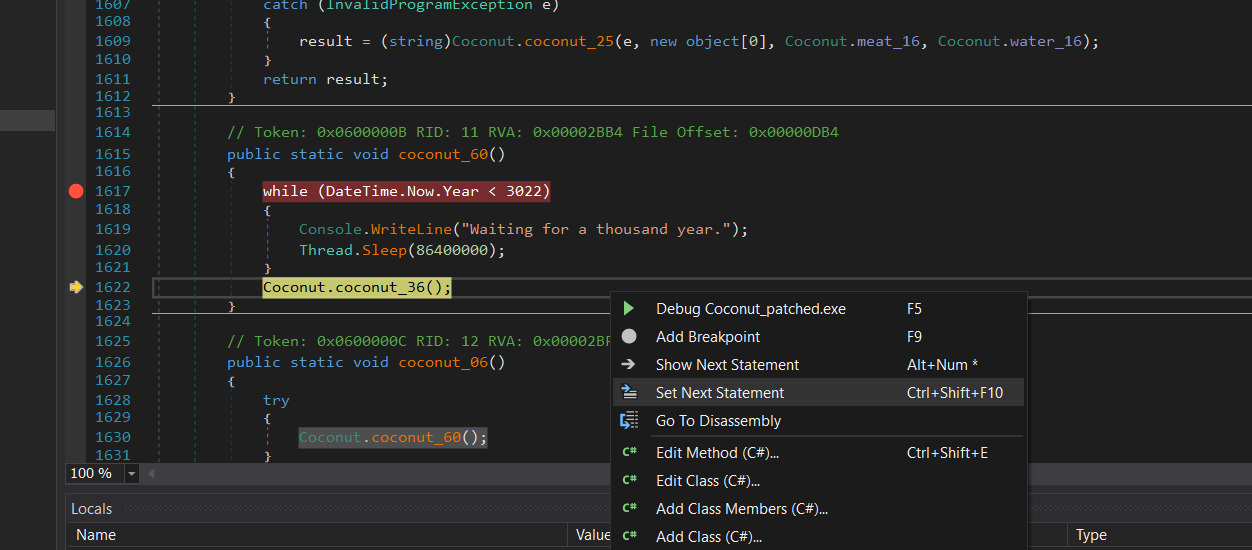 1607 catch (InvalidProgramException e)
1608 {
1609 result = (string)Coconut.coconut_25(e, new object[0], Coconut.meat_16, Coconut.water_16);
1610 }
1611 return result;
1612 }
1613
1614 // Token: 0x0600000B RID: 11 RVA: 0x00002BB4 File Offset: 0x00000DB4
1615 public static void coconut_60()
1616 {
1617 while (DateTime.Now.Year < 3022)
1618 {
1619 Console.WriteLine("Waiting for a thousand year.");
1620 Thread.Sleep(86400000);
1621 }
1622 Coconut.coconut_36();
1623 }
1624
1625 // Token: 0x0600000C RID: 12 RVA: 0x00002B
1626 public static void coconut_06()
1627 {
1628 try
1629 {
1630 Coconut.coconut_60();
1631 }
100 %
Locals
Name Value Type
Debug Coconut_patched.exe F5
Add Breakpoint F9
Show Next Statement Alt+Num *
Set Next Statement Ctrl+Shift+F10
Go To Disassembly
C# Edit Method (C#)... Ctrl+Shift+E
C# Edit Class (C#)...
C# Add Class Members (C#)...
C# Add Class (C#)...